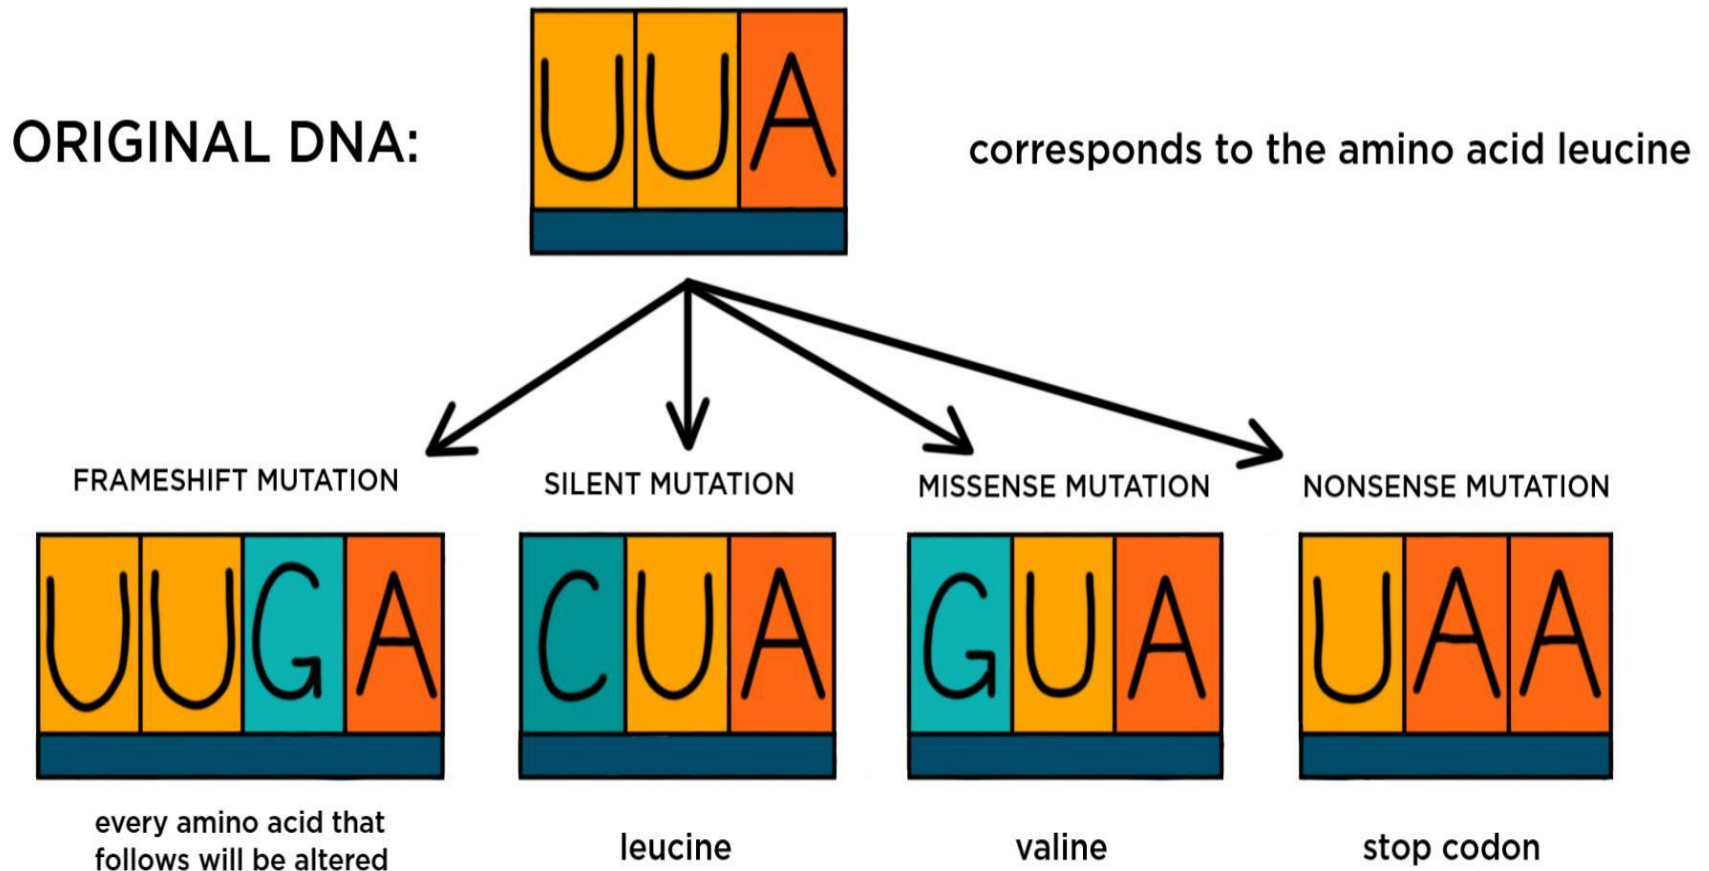 UUA
ORIGINAL DNA:
corresponds to the amino acid leucine
FRAMESHIFT MUTATION
SILENT MUTATION
MISSENSE MUTATION
NONSENSE MUTATION
UUGA
CUA
GUA
UAA
every amino acid that
follows will be altered
leucine
valine
stop codon